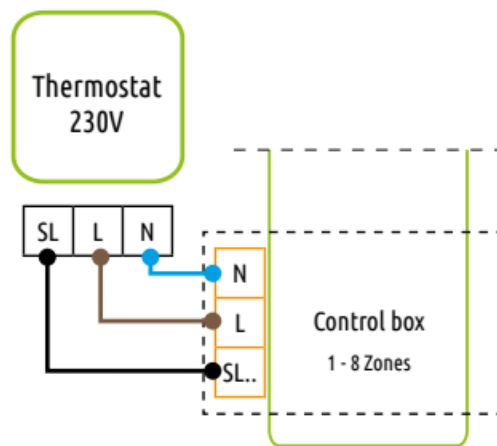 Thermostat
230V
SL L N
N
L
SL..
Control box
1 - 8 Zones